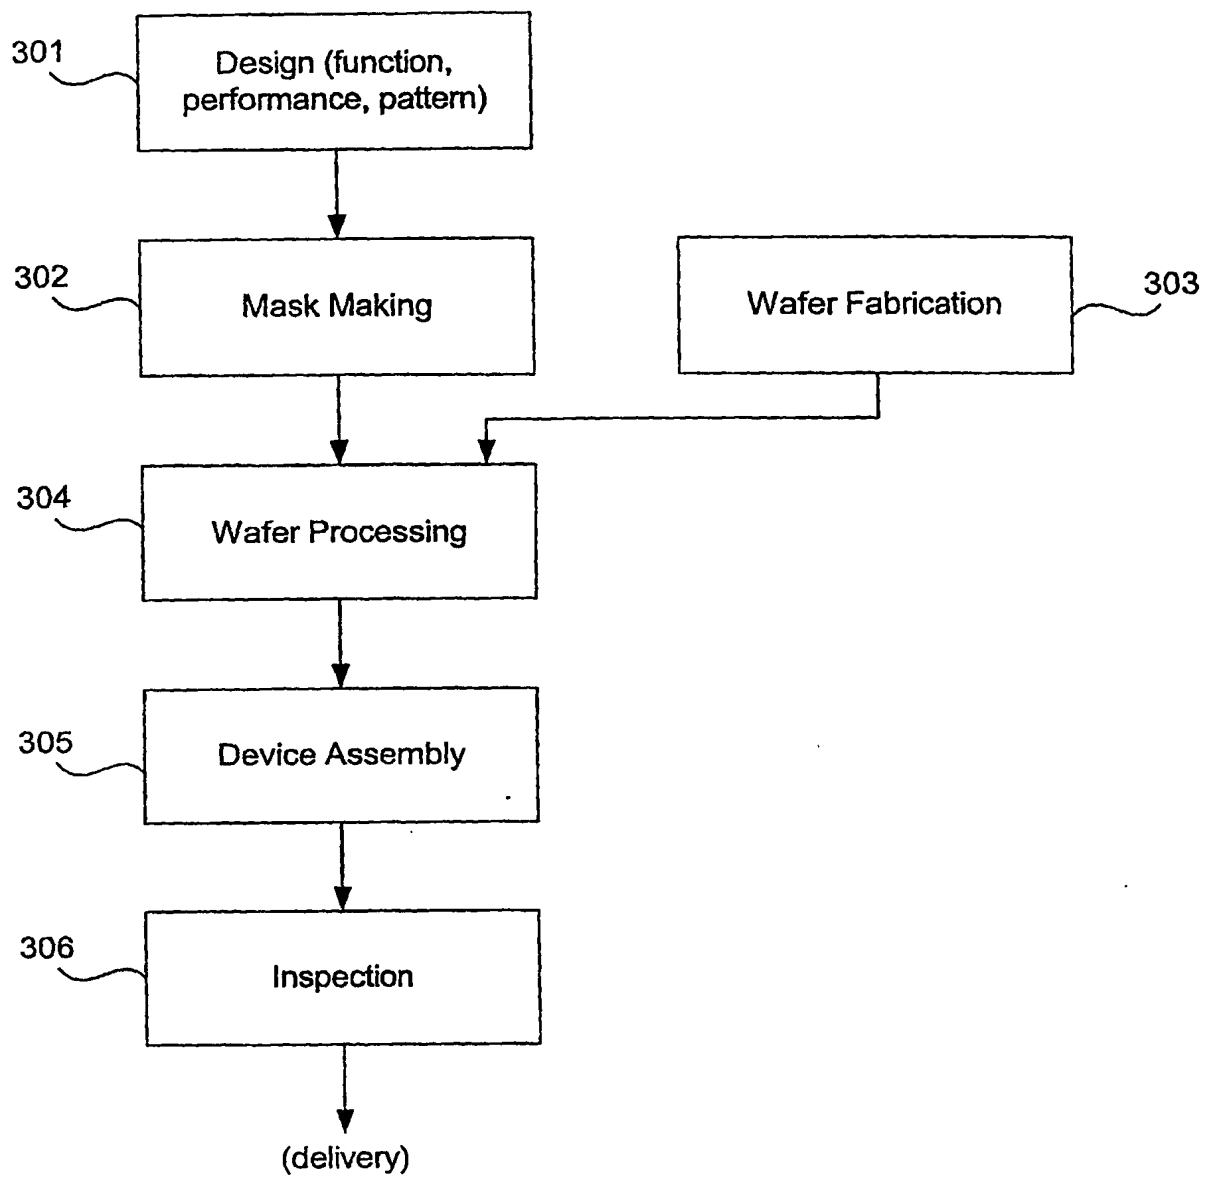 301
Design (function,
performance, pattern)
302
Mask Making
Wafer Fabrication
303
304
Wafer Processing
305
Device Assembly
306
Inspection
(delivery)